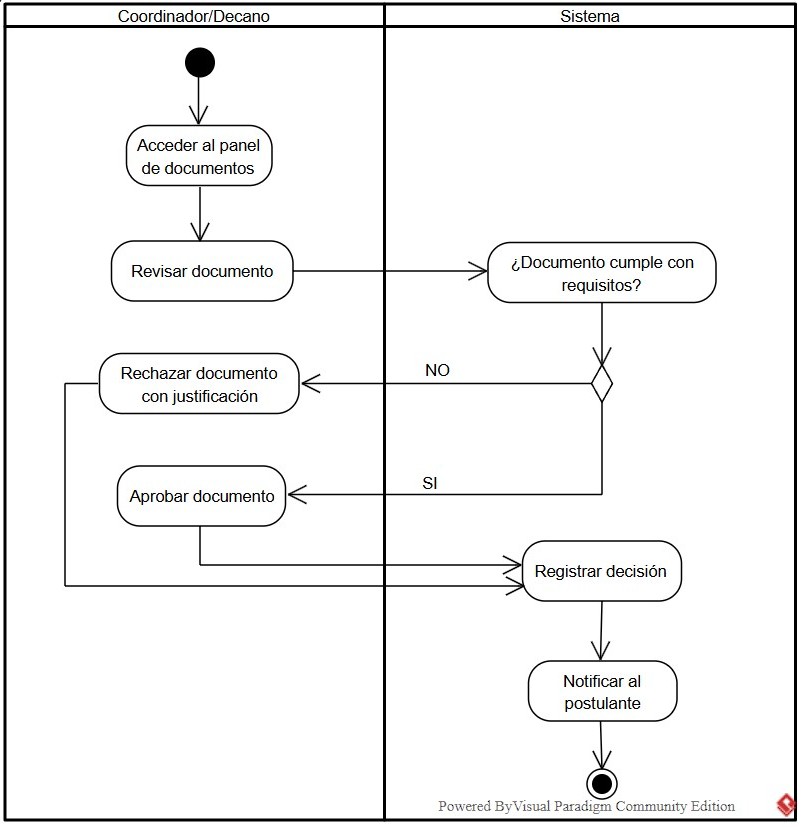 Coordinador/Decano
Sistema
Acceder al panel
de documentos
Revisar documento
¿Documento cumple con
requisitos?
Rechazar documento
con justificación
NO
Aprobar documento
SI
Registrar decisión
Notificar al
postulante
Powered ByVisual Paradigm Community Edition